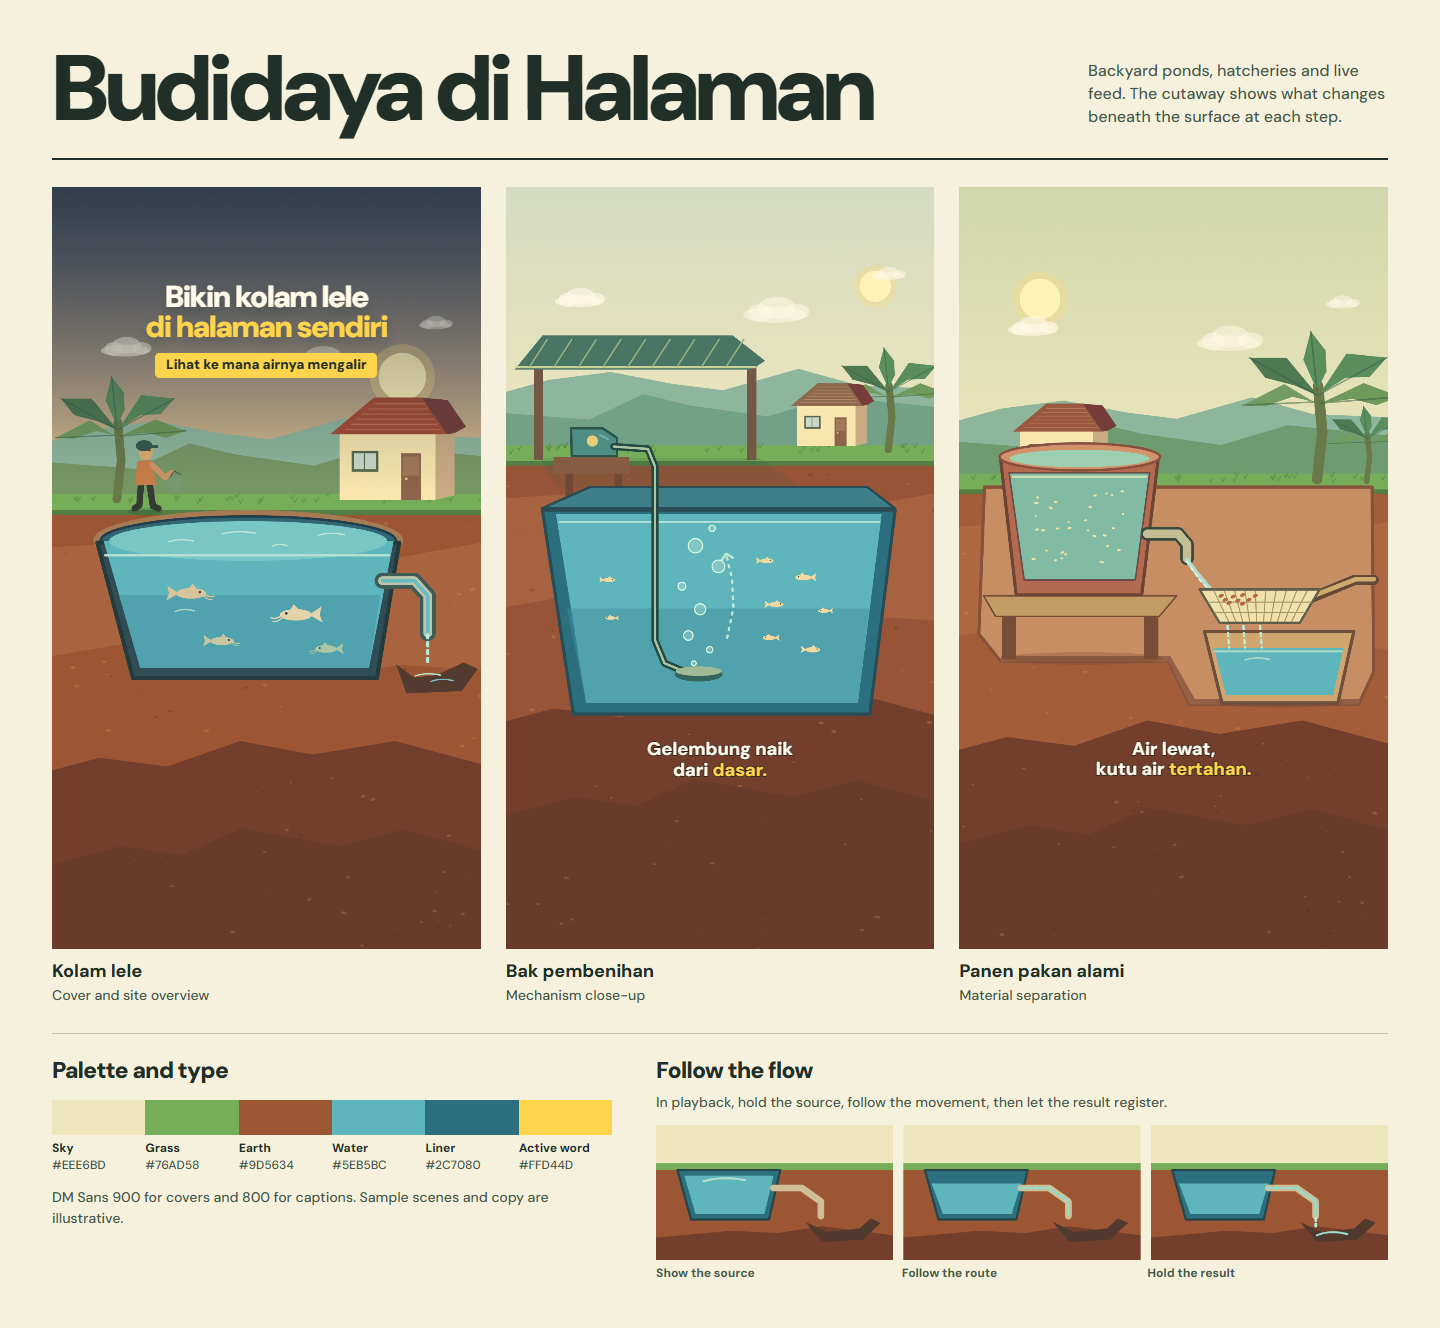 Budidaya di Halaman
Backyard ponds, hatcheries and live
feed. The cutaway shows what changes
beneath the surface at each step.
Bikin kolam lele
di halaman sendiri
Lihat ke mana airnya mengalir
Gelembung naik
dari dasar.
Air lewat,
kutu air tertahan.
Kolam lele
Cover and site overview
Bak pembenihan
Mechanism close-up
Panen pakan alami
Material separation
Palette and type
Sky
#EEE6BD
Grass
#76AD58
Earth
#9D5634
Water
#5EB5BC
Liner
#2C7080
Active word
#FFD44D
DM Sans 900 for covers and 800 for captions. Sample scenes and copy are
illustrative.
Follow the flow
In playback, hold the source, follow the movement, then let the result register.
Show the source
Follow the route
Hold the result